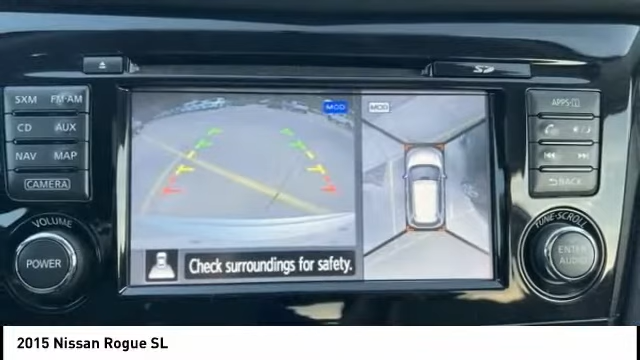 SXM FM·AM
CD AUX
NAV MAP
CAMERA
VOLUME
POWER
SD
MOD
MOD
Check surroundings for safety.
APPS·
BACK
TUNE·SCROLL
ENTER
AUDIO
2015 Nissan Rogue SL